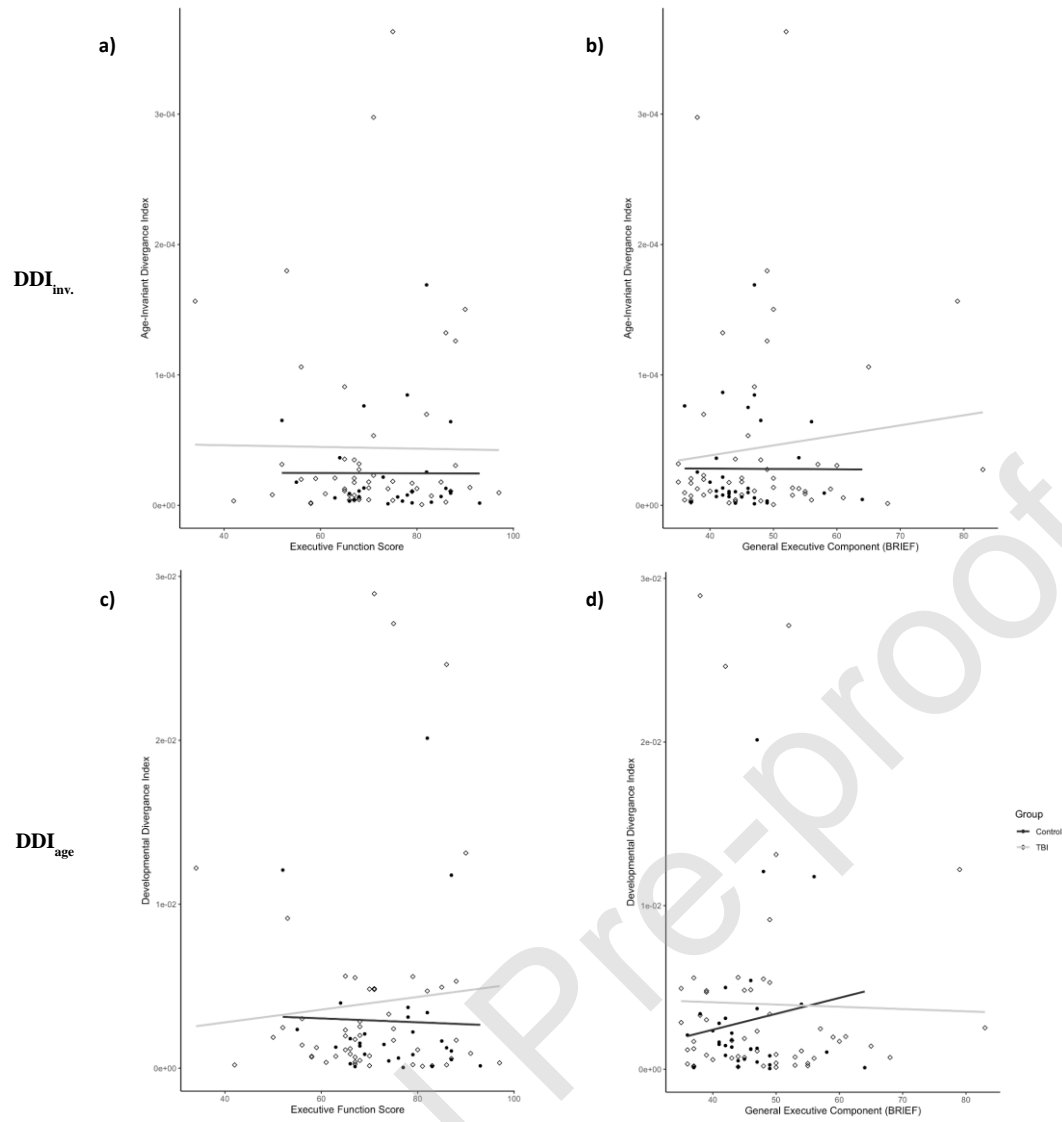 a)
3e-04
2e-04
1e-04
0e+00
40
60
80
100
Age-Invariant Divergance Index
Executive Function Score
b)
3e-04
2e-04
1e-04
0e+00
40
50
60
70
80
Age-Invariant Divergance Index
General Executive Component (BRIEF)
DDI inv.
c)
3e-02
2e-02
1e-02
0e+00
40
60
80
100
Developmental Divergance Index
Executive Function Score
d)
3e-02
2e-02
1e-02
0e+00
40
50
60
70
80
Developmental Divergance Index
General Executive Component (BRIEF)
DDI age
Group
Control
TBI
Pre-proof